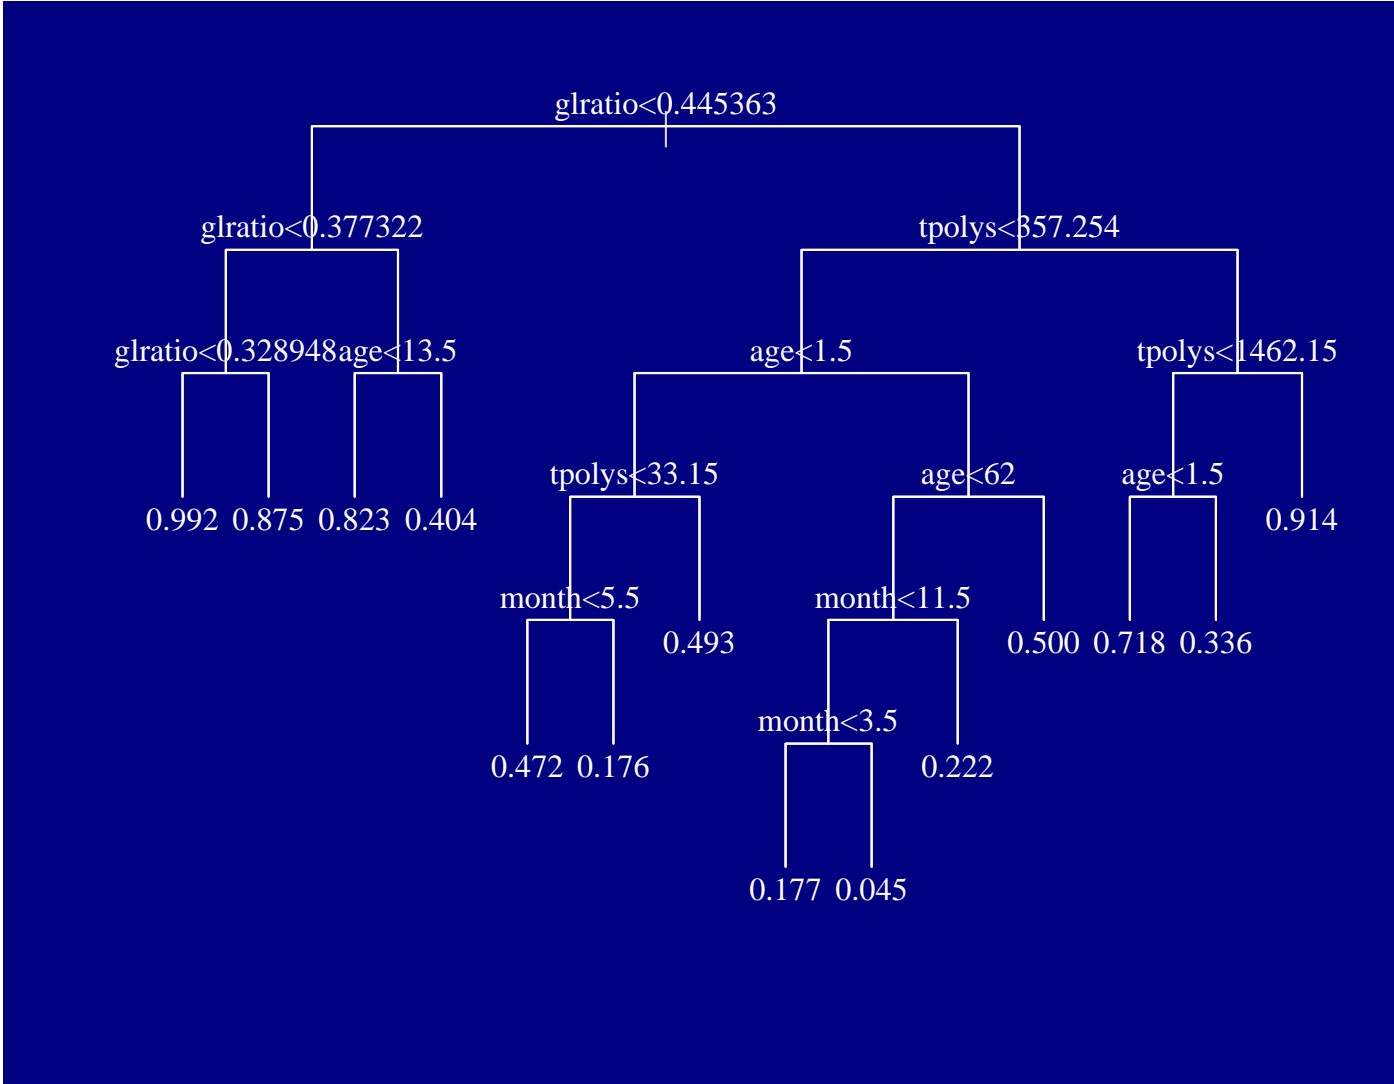 glratio<0.445363
glratio<0.377322 tpolys<357.254
glratio<0.328948 age<13.5 age<1.5 tpolys<1462.15
tpolys<33.15 age<62 age<1.5
0.992 0.875 0.823 0.404 0.914
month<5.5 month<11.5
0.493 0.500 0.718 0.336
month<3.5
0.472 0.176 0.222
0.177 0.045